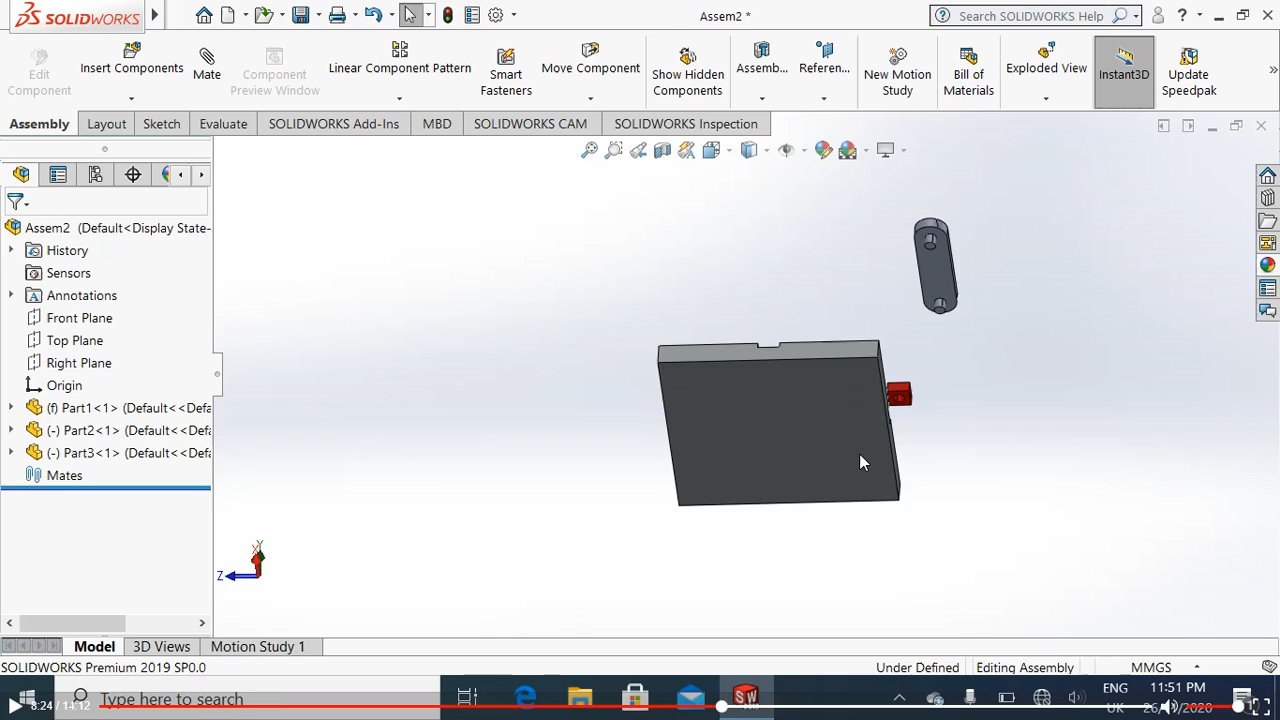 SOLIDWORKS
Assem2 *
Search SOLIDWORKS Help
Edit Component
Insert Components
Mate
Component Preview Window
Linear Component Pattern
Smart Fasteners
Move Component
Show Hidden Components
Assemb...
Referen...
New Motion Study
Bill of Materials
Exploded View
Instant3D
Update Speedpak
Assembly
Layout
Sketch
Evaluate
SOLIDWORKS Add-Ins
MBD
SOLIDWORKS CAM
SOLIDWORKS Inspection
Assem2 (Default<Display State-
History
Sensors
Annotations
Front Plane
Top Plane
Right Plane
Origin
(f) Part1<1> (Default<<Defa
(-) Part2<1> (Default<<Defa
(-) Part3<1> (Default<<Defa
Mates
Y
X
Z
Model
3D Views
Motion Study 1
SOLIDWORKS Premium 2019 SP0.0
Under Defined
Editing Assembly
MMGS
Type here to search
ENG
UK
11:51 PM
8:24 / 14:12